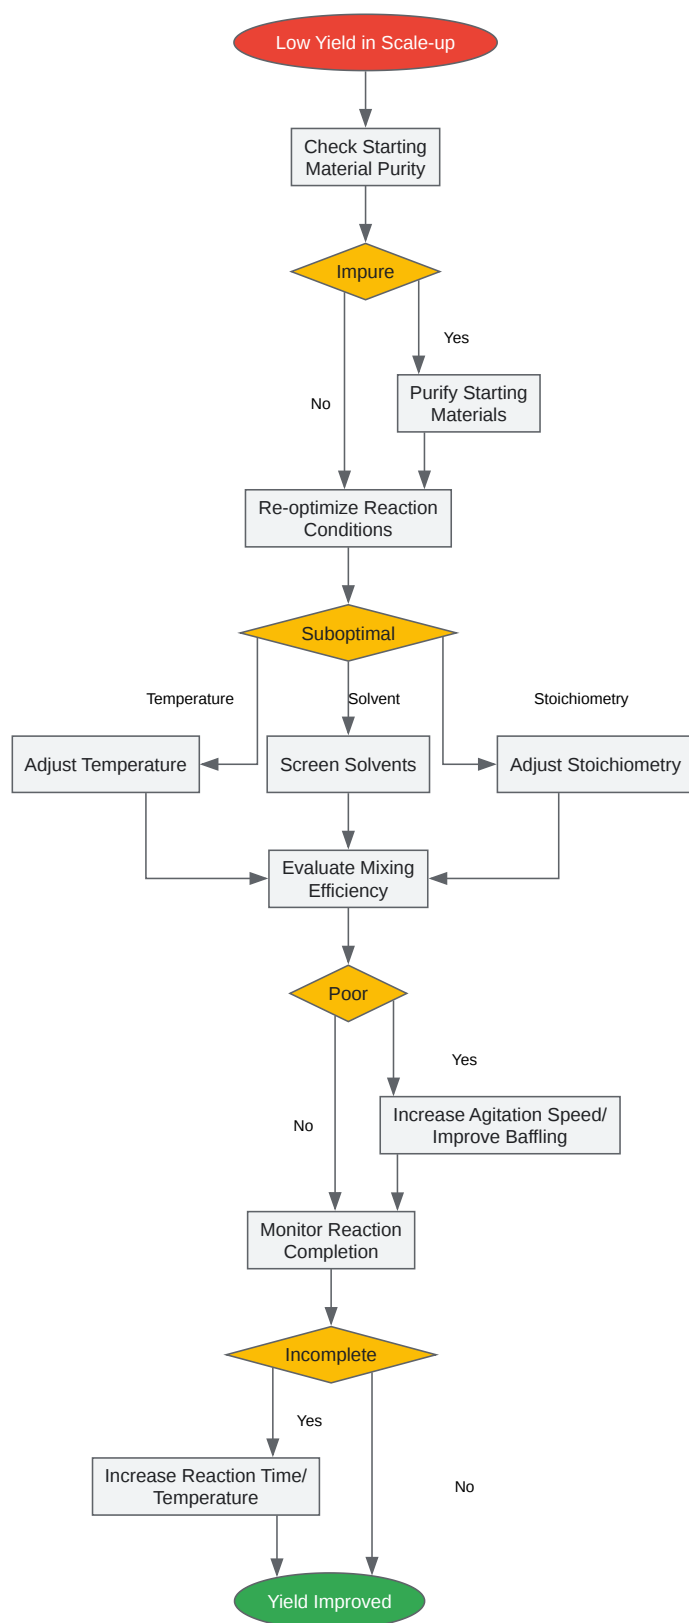 Low Yield in Scale-up
Check Starting
Material Purity
Impure
Yes
Purify Starting
Materials
No
Re-optimize Reaction
Conditions
Suboptimal
Temperature
Solvent
Stoichiometry
Adjust Temperature
Screen Solvents
Adjust Stoichiometry
Evaluate Mixing
Efficiency
Poor
Yes
Increase Agitation Speed/
Improve Baffling
No
Monitor Reaction
Completion
Incomplete
Yes
Increase Reaction Time/
Temperature
No
Yield Improved